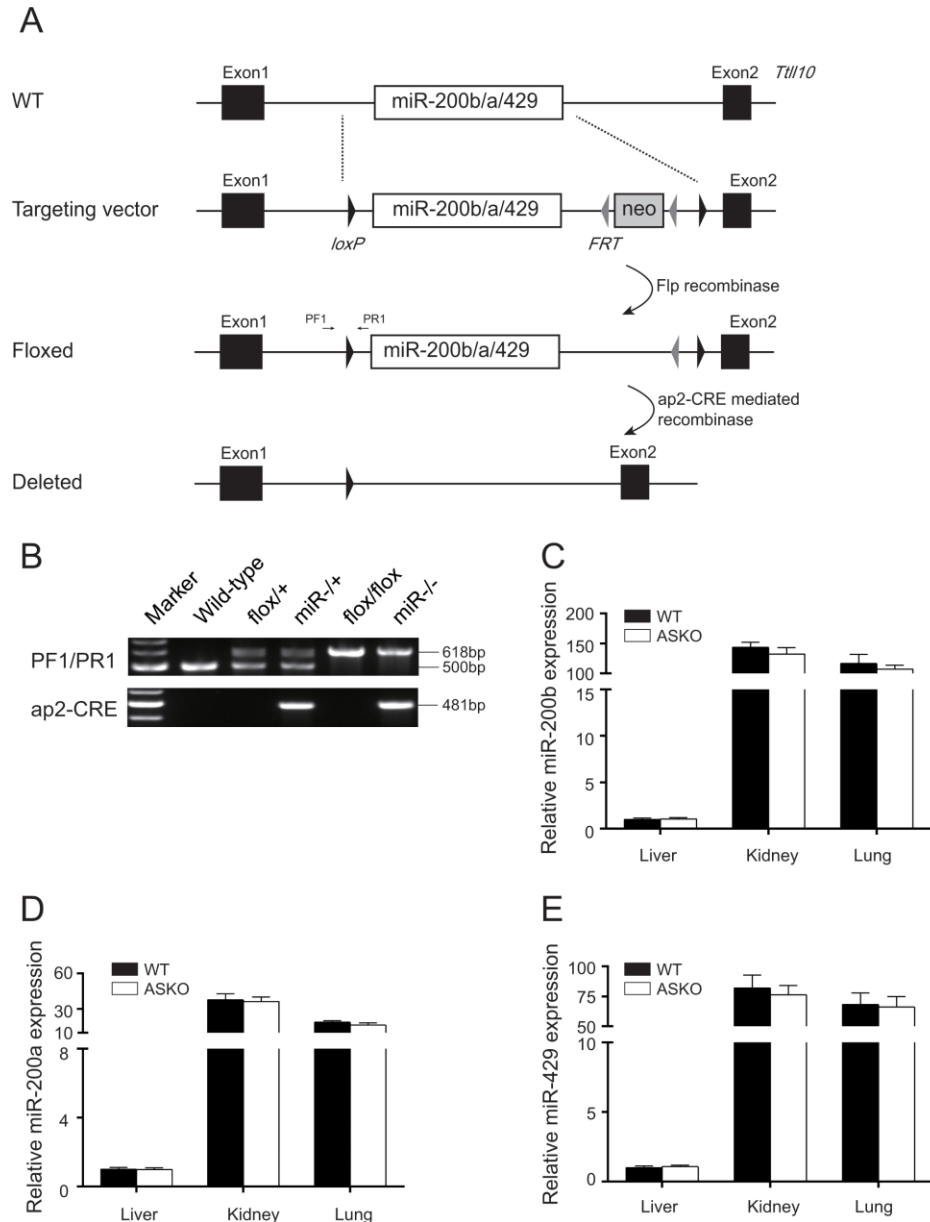 A
Exon1
Exon2
Ttll10
WT
miR-200b/a/429
Exon1
Exon2
Targeting vector
miR-200b/a/429
neo
loxP
FRT
Flp recombinase
PF1
PR1
Exon1
Exon2
Floxed
miR-200b/a/429
ap2-CRE mediated
recombinase
Exon1
Exon2
Deleted
B
Marker
Wild-type
flox/+
miR-/+
flox/flox
miR-/-
PF1/PR1
618bp
500bp
ap2-CRE
481bp
C
Relative miR-200b expression
200
150
100
15
10
5
0
WT
ASKO
Liver
Kidney
Lung
D
Relative miR-200a expression
60
30
10
8
4
0
WT
ASKO
Liver
Kidney
Lung
E
Relative miR-429 expression
100
75
50
10
5
0
WT
ASKO
Liver
Kidney
Lung